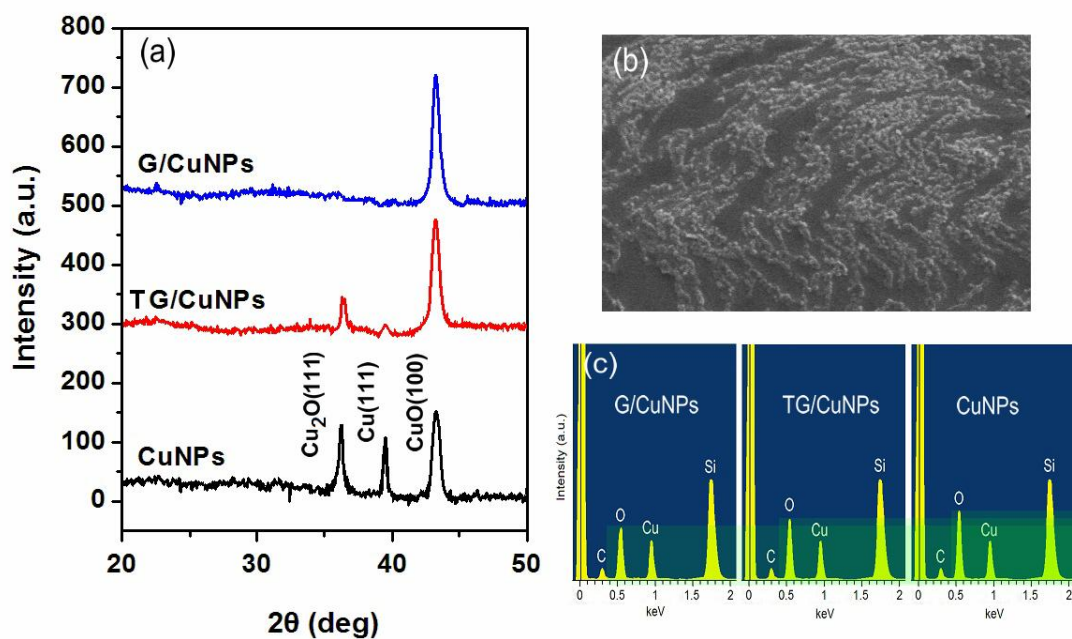 (a)
Intensity (a.u.)
800
700
600
500
400
300
200
100
0
G/CuNPs
TG/CuNPs
CuNPs
Cu₂O(111)
Cu(111)
CuO(100)
20 30 40 50
2θ (deg)
(b)
(c)
Intensity (a.u.)
G/CuNPs
C
O
Cu
Si
0 0.5 1 1.5 2
keV
TG/CuNPs
C
O
Cu
Si
0 0.5 1 1.5 2
keV
CuNPs
C
O
Cu
Si
0 0.5 1 1.5 2
keV